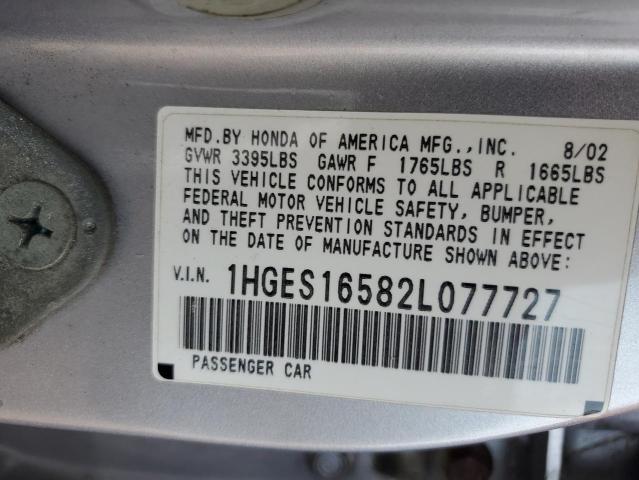 MFD.BY HONDA OF AMERICA MFG.,INC. 8/02
GVWR 3395LBS GAWR F 1765LBS R 1665LBS
THIS VEHICLE CONFORMS TO ALL APPLICABLE
FEDERAL MOTOR VEHICLE SAFETY, BUMPER,
AND THEFT PREVENTION STANDARDS IN EFFECT
ON THE DATE OF MANUFACTURE SHOWN ABOVE:
V.I.N. 1HGES16582L077727
PASSENGER CAR